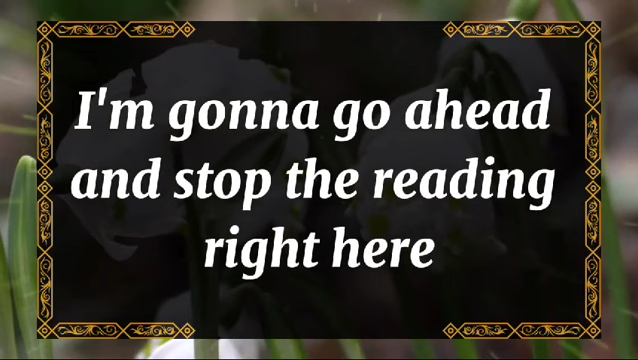 I'm gonna go ahead
and stop the reading
right here